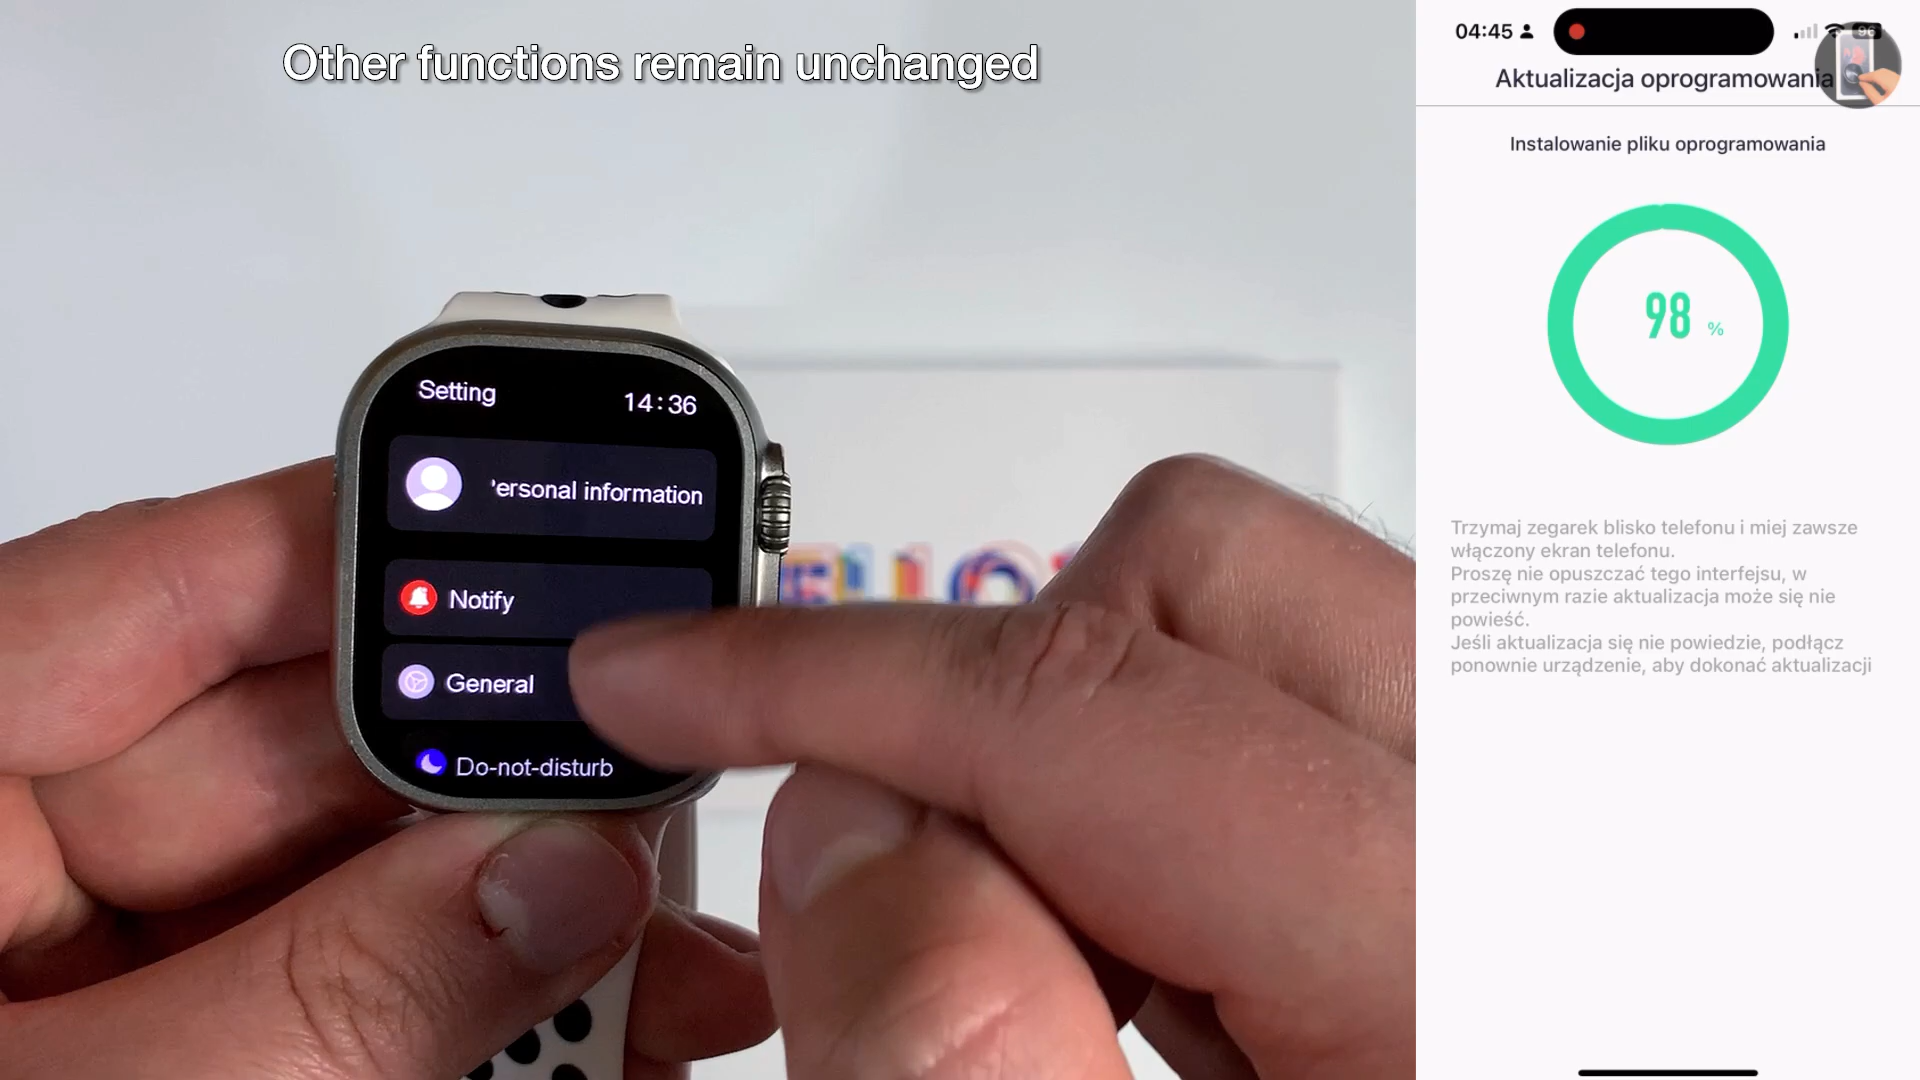 Other functions remain unchanged
Setting
14:36
'ersonal information
Notify
General
Do-not-disturb
04:45
96
Aktualizacja oprogramowania
Instalowanie pliku oprogramowania
98 %
Trzymaj zegarek blisko telefonu i miej zawsze
włączony ekran telefonu.
Proszę nie opuszczać tego interfejsu, w
przeciwnym razie aktualizacja może się nie
powieść.
Jeśli aktualizacja się nie powiedzie, podłącz
ponownie urządzenie, aby dokonać aktualizacji